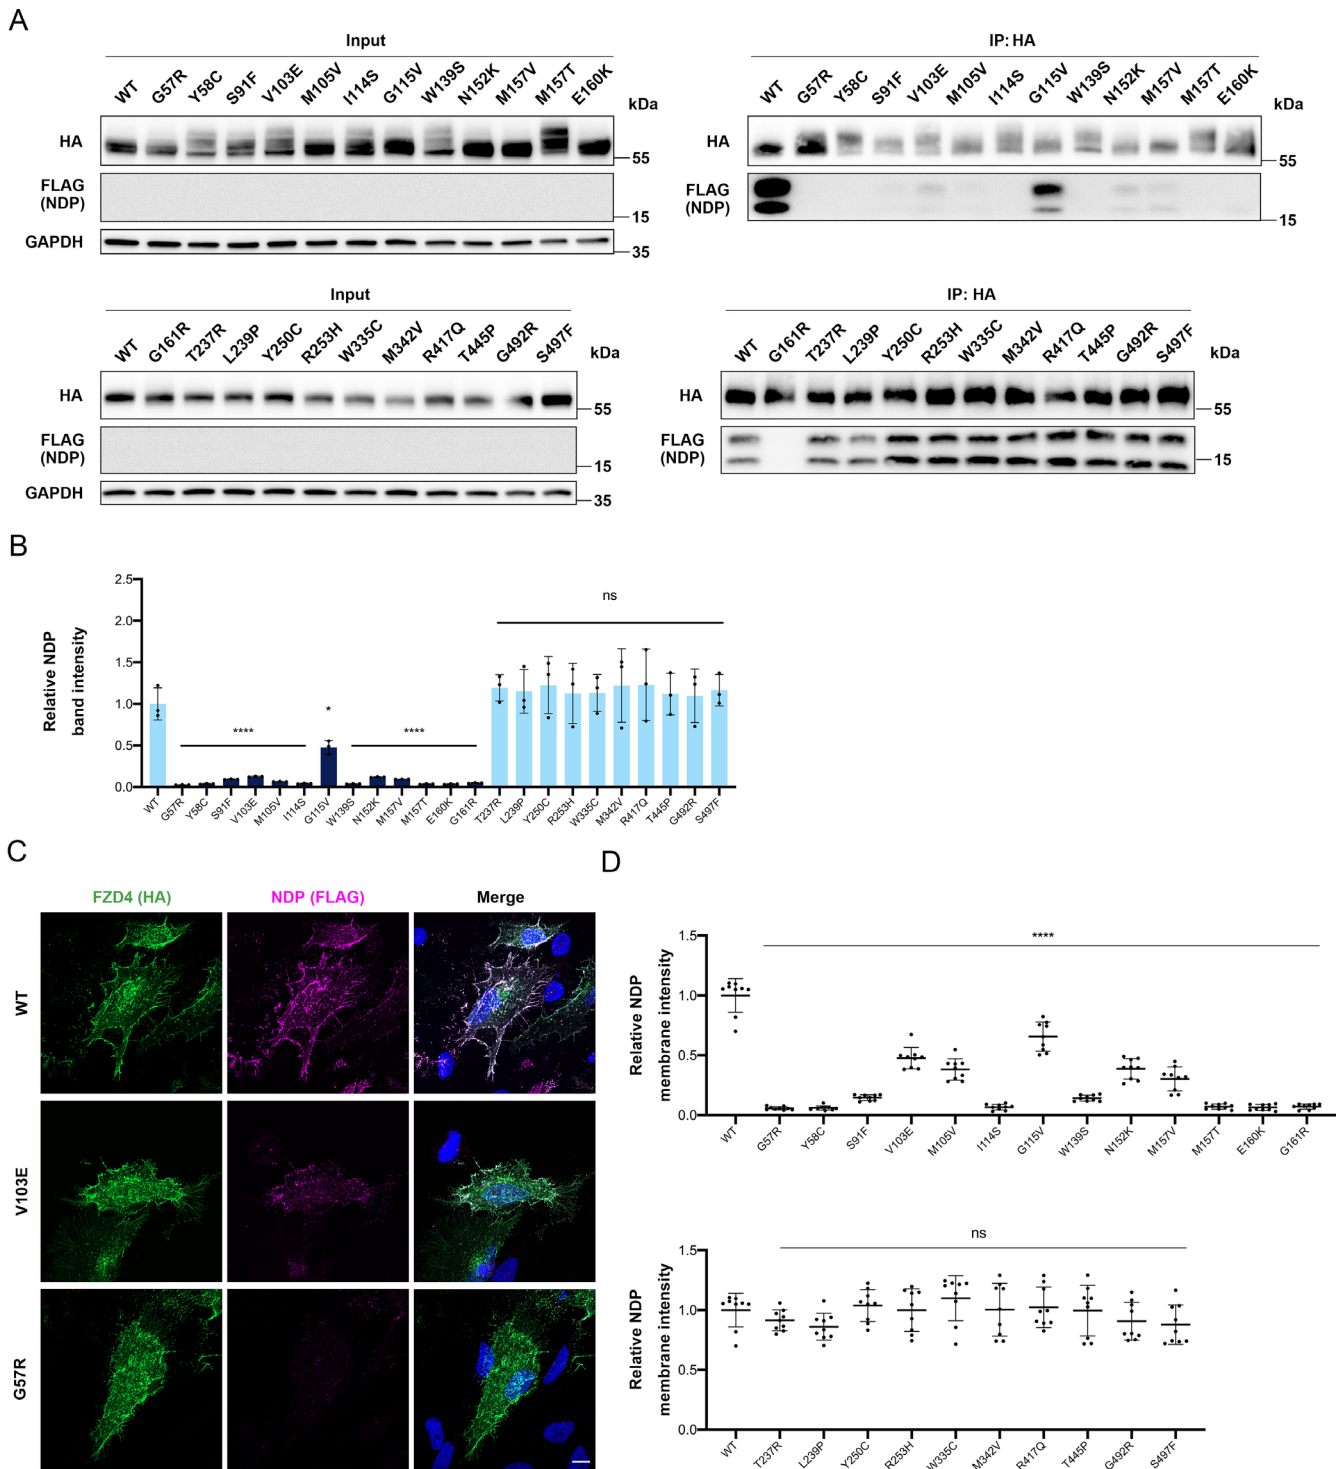 A
Input
WT G57R Y58C S91F V103E M105V I114S G115V W139S N152K M157V M157T E160K
kDa
HA
55
FLAG
(NDP)
15
GAPDH
35
IP: HA
WT G57R Y58C S91F V103E M105V I114S G115V W139S N152K M157V M157T E160K
kDa
HA
55
FLAG
(NDP)
15
Input
WT G161R T237R L239P Y250C R253H W335C M342V R417Q T445P G492R S497F
kDa
HA
55
FLAG
(NDP)
15
GAPDH
35
IP: HA
WT G161R T237R L239P Y250C R253H W335C M342V R417Q T445P G492R S497F
kDa
HA
55
FLAG
(NDP)
15
B
Relative NDP
band intensity
2.5
2.0
1.5
1.0
0.5
0.0
**** * **** ns
WT G57R Y58C S91F V103E M105V I114S G115V W139S N152K M157V M157T E160K G161R T237R L239P Y250C R253H W335C M342V R417Q T445P G492R S497F
C
FZD4 (HA) NDP (FLAG) Merge
WT
V103E
G57R
D
Relative NDP
membrane intensity
1.5
1.0
0.5
0.0
****
WT G57R Y58C S91F V103E M105V I114S G115V W139S N152K M157V M157T E160K G161R
Relative NDP
membrane intensity
1.5
1.0
0.5
0.0
ns
WT T237R L239P Y250C R253H W335C M342V R417Q T445P G492R S497F